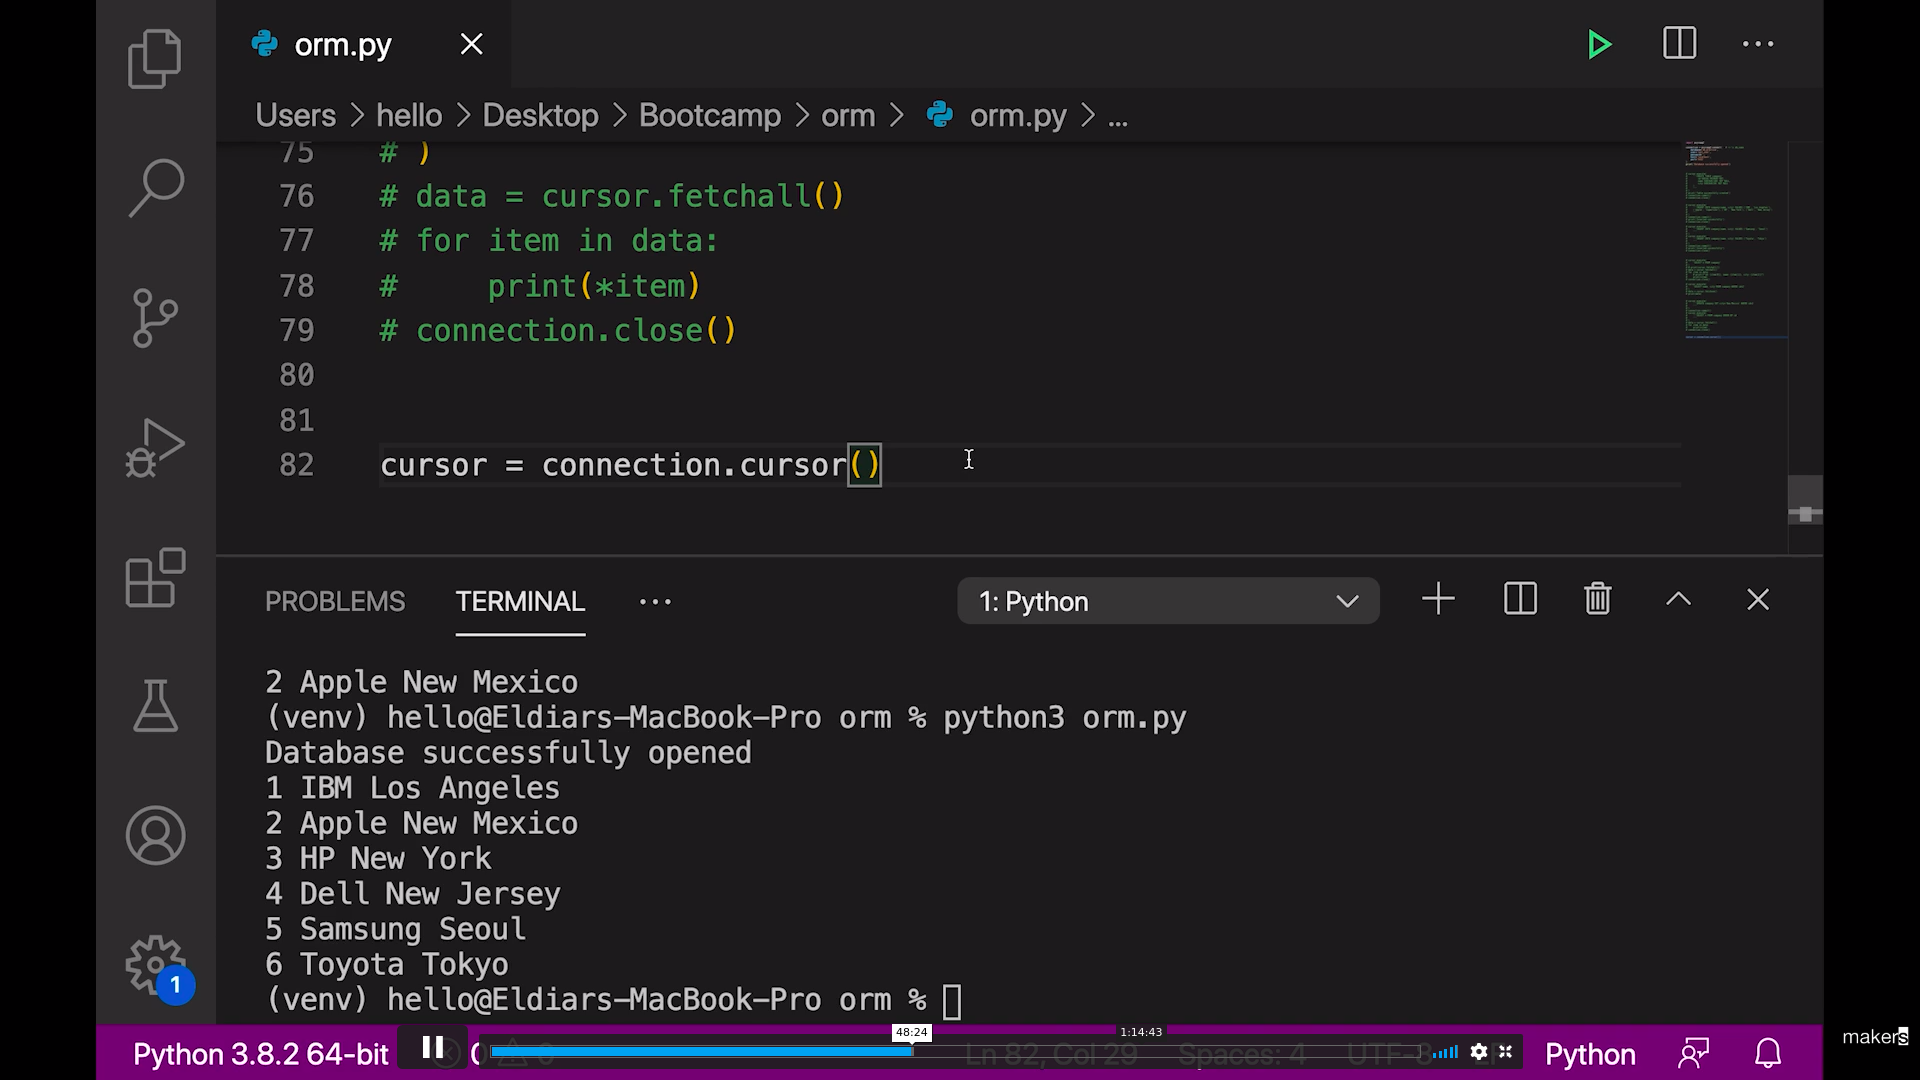 orm.py
Users > hello > Desktop > Bootcamp > orm > orm.py > ...
75 # )
76 # data = cursor.fetchall()
77 # for item in data:
78 #     print(*item)
79 # connection.close()
80
81
82 cursor = connection.cursor()
PROBLEMS TERMINAL ... 1: Python
2 Apple New Mexico
(venv) hello@Eldiars-MacBook-Pro orm % python3 orm.py
Database successfully opened
1 IBM Los Angeles
2 Apple New Mexico
3 HP New York
4 Dell New Jersey
5 Samsung Seoul
6 Toyota Tokyo
(venv) hello@Eldiars-MacBook-Pro orm %
1
48:24 1:14:43
Python 3.8.2 64-bit 0 0 Ln 82, Col 29 Spaces: 4 UTF-8 LF Python
makers